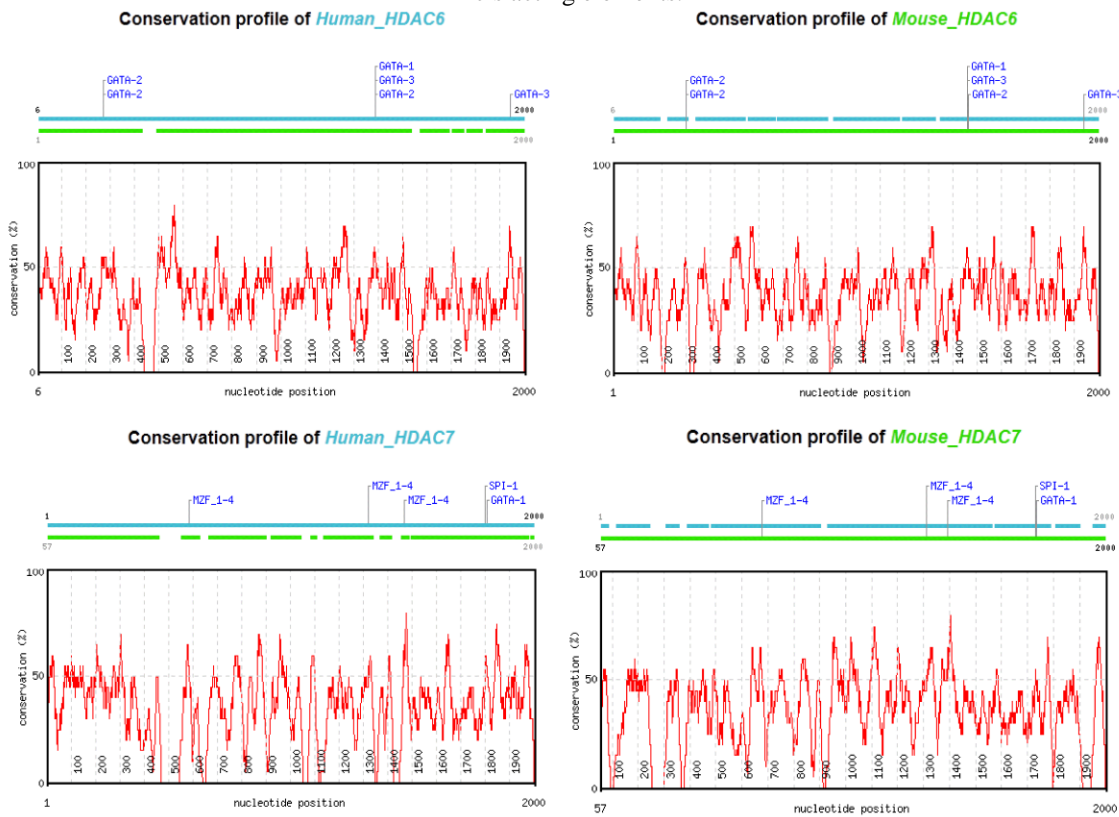 Conservation profile of Human_HDAC6
GATA-2
GATA-2
GATA-1
GATA-3
GATA-2
GATA-3
6
2000
1
2000
100
50
0
conservation (%)
100 200 300 400 500 600 700 800 900 1000 1100 1200 1300 1400 1500 1600 1700 1800 1900
6
nucleotide position
2000
Conservation profile of Mouse_HDAC6
GATA-2
GATA-2
GATA-1
GATA-3
GATA-2
GATA-3
6
2000
1
2000
100
50
0
conservation (%)
100 200 300 400 500 600 700 800 900 1000 1100 1200 1300 1400 1500 1600 1700 1800 1900
1
nucleotide position
2000
Conservation profile of Human_HDAC7
MZF_1-4
MZF_1-4
MZF_1-4
SPI-1
GATA-1
1
2000
57
2000
100
50
0
conservation (%)
100 200 300 400 500 600 700 800 900 1000 1100 1200 1300 1400 1500 1600 1700 1800 1900
1
nucleotide position
2000
Conservation profile of Mouse_HDAC7
MZF_1-4
MZF_1-4
MZF_1-4
SPI-1
GATA-1
1
2000
57
2000
100
50
0
conservation (%)
100 200 300 400 500 600 700 800 900 1000 1100 1200 1300 1400 1500 1600 1700 1800 1900
57
nucleotide position
2000